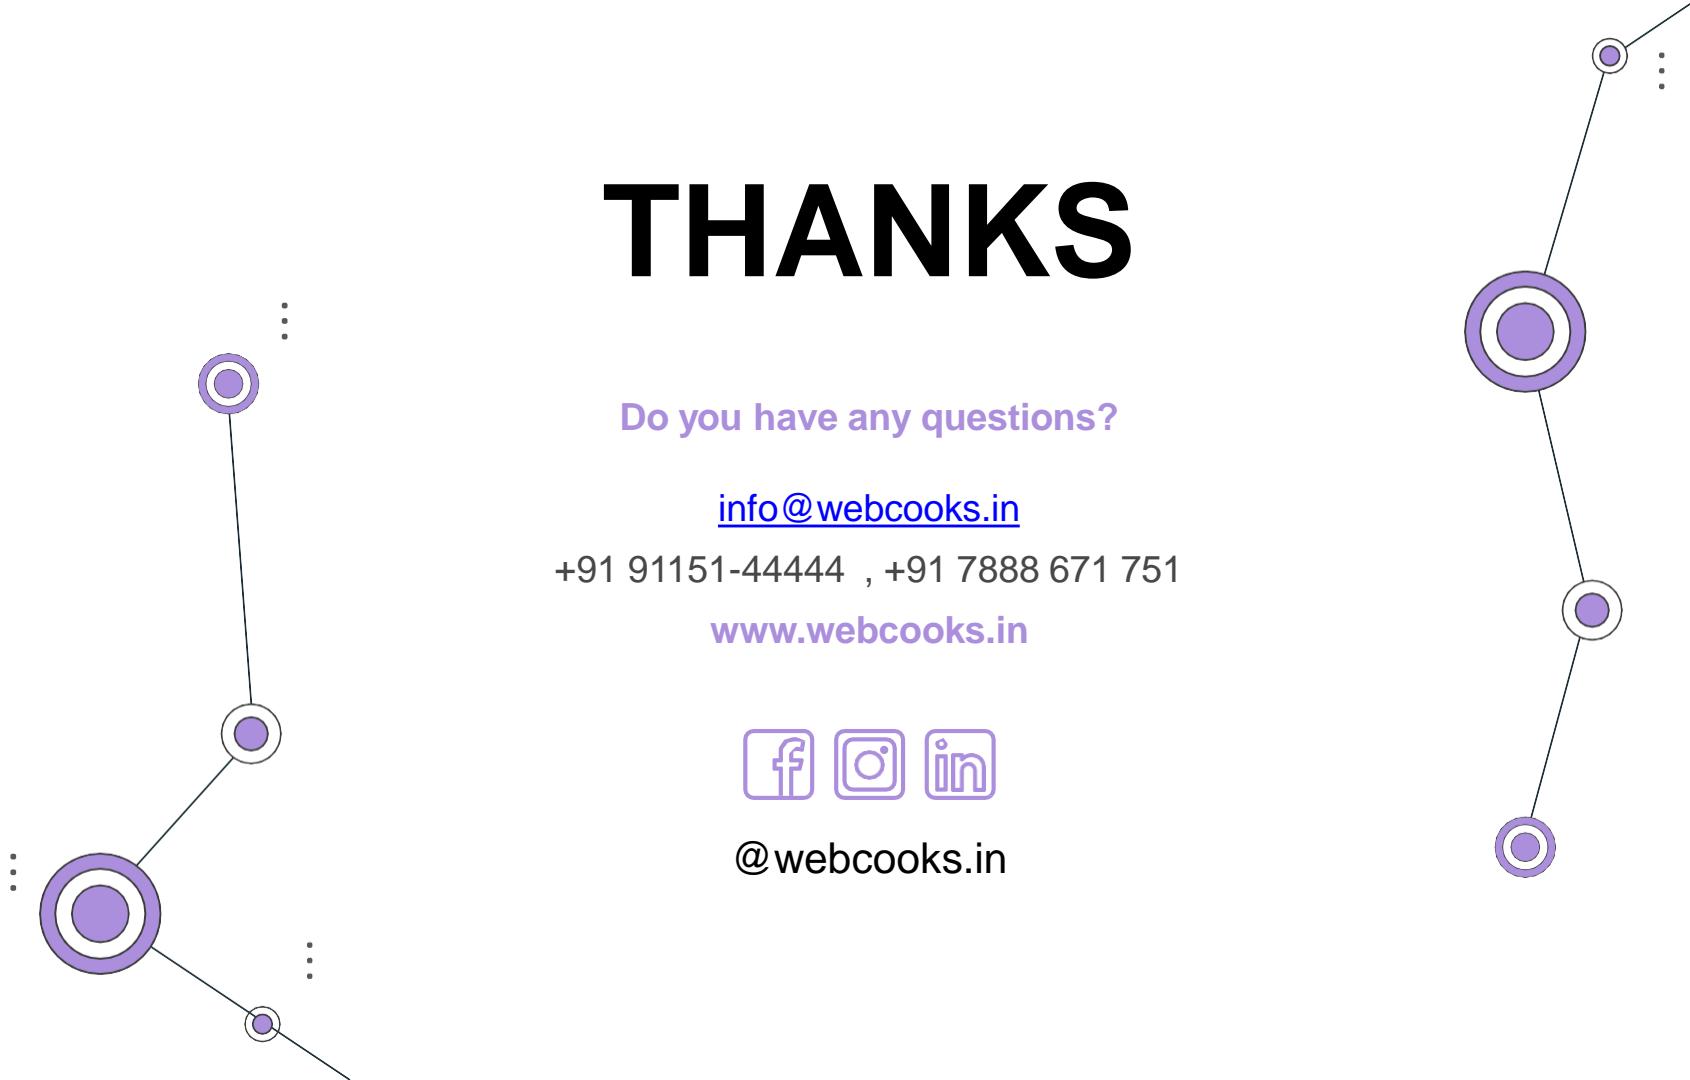 THANKS
Do you have any questions?
info@webcooks.in
+91 91151-44444 , +91 7888 671 751
www.webcooks.in
@webcooks.in